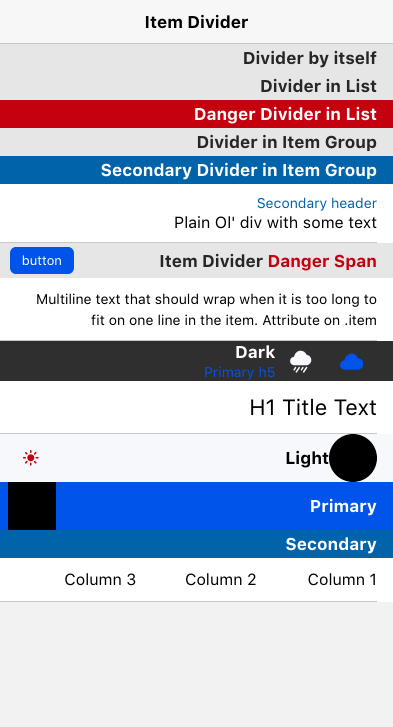 Item Divider
Divider by itself
Divider in List
Danger Divider in List
Divider in Item Group
Secondary Divider in Item Group
Secondary header
Plain Ol' div with some text
button
Item Divider Danger Span
Multiline text that should wrap when it is too long to
fit on one line in the item. Attribute on .item
Dark
Primary h5
H1 Title Text
Light
Primary
Secondary
Column 3 Column 2 Column 1